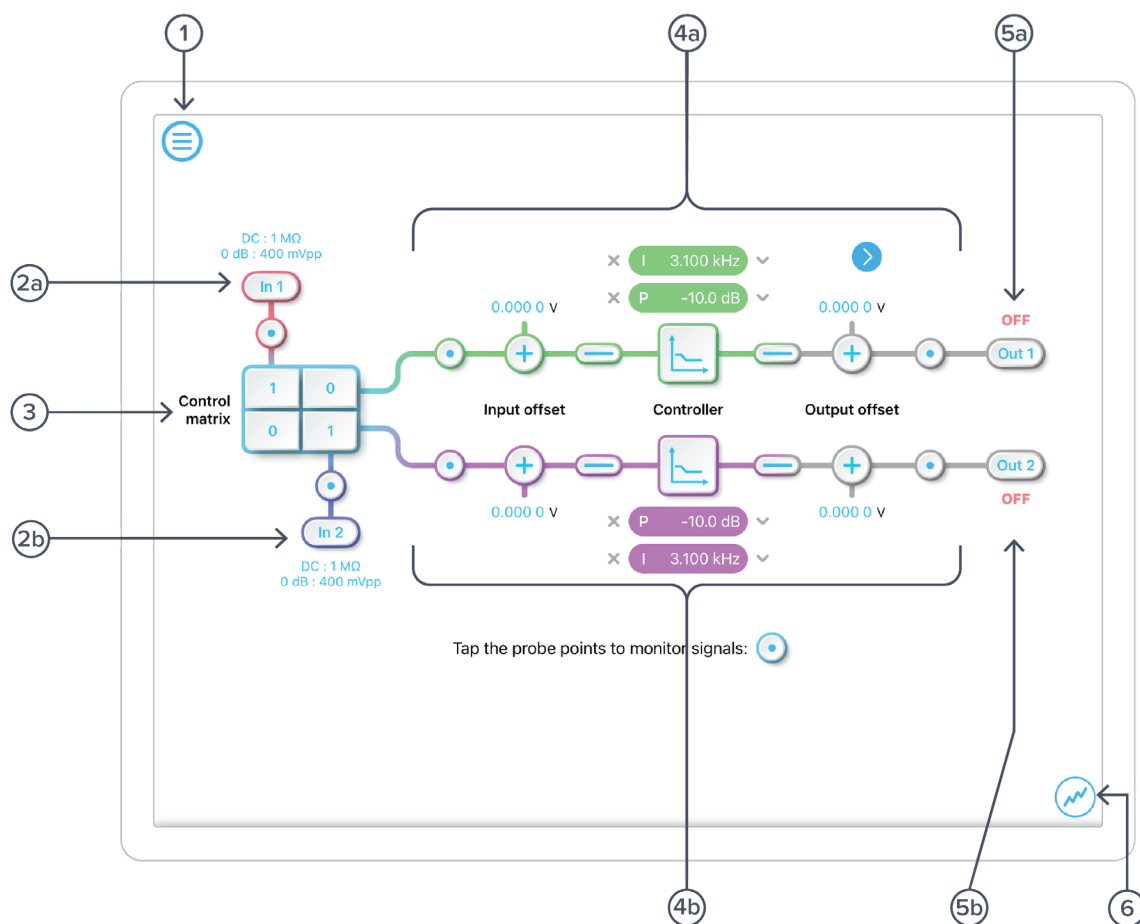 1
4a
5a
DC : 1 MΩ
0 dB : 400 mVpp
I 3.100 kHz
2a
In 1
P -10.0 dB
0.000 0 V
0.000 0 V
OFF
Out 1
1 0
Control
matrix
3
Input offset
Controller
Output offset
0 1
Out 2
0.000 0 V
0.000 0 V
OFF
P -10.0 dB
2b
In 2
I 3.100 kHz
DC : 1 MΩ
0 dB : 400 mVpp
Tap the probe points to monitor signals:
4b
5b
6